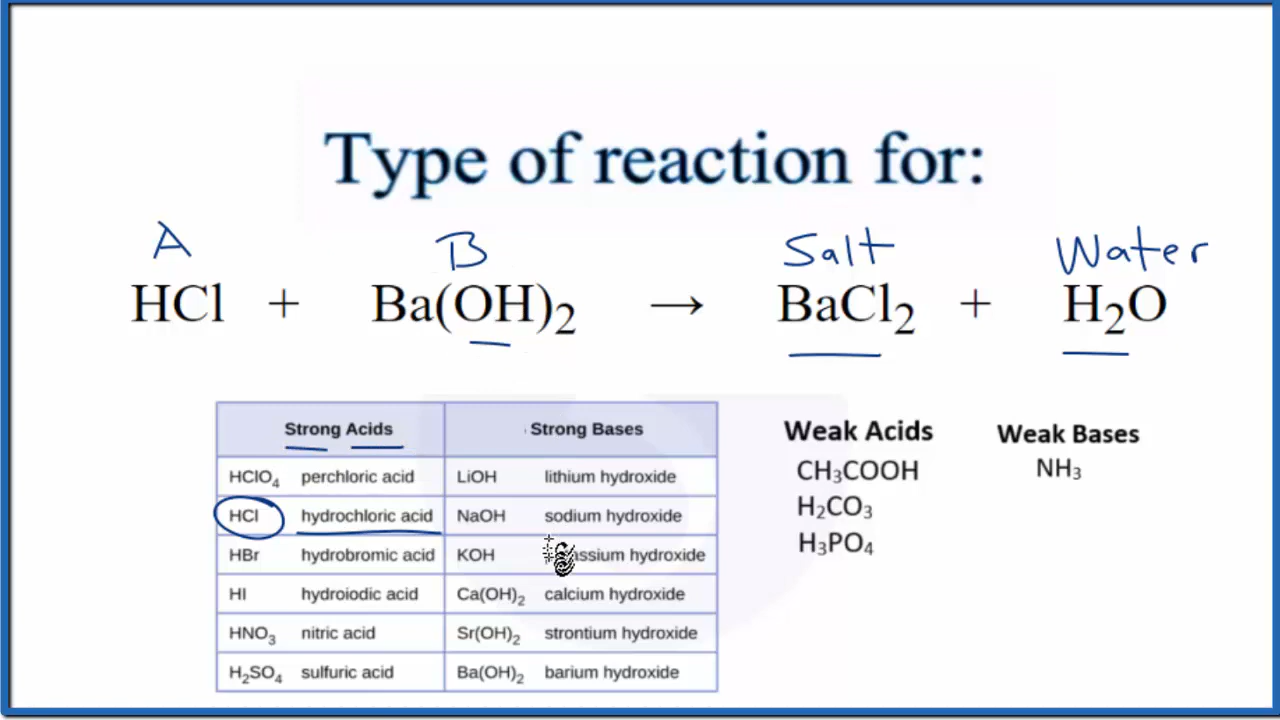 Type of reaction for:
A B Salt Water
HCl + Ba(OH)₂ → BaCl₂ + H₂O
Strong Acids Strong Bases
HClO₄ perchloric acid LiOH lithium hydroxide
HCl hydrochloric acid NaOH sodium hydroxide
HBr hydrobromic acid KOH assium hydroxide
HI hydroiodic acid Ca(OH)₂ calcium hydroxide
HNO₃ nitric acid Sr(OH)₂ strontium hydroxide
H₂SO₄ sulfuric acid Ba(OH)₂ barium hydroxide
Weak Acids
CH₃COOH
H₂CO₃
H₃PO₄
Weak Bases
NH₃